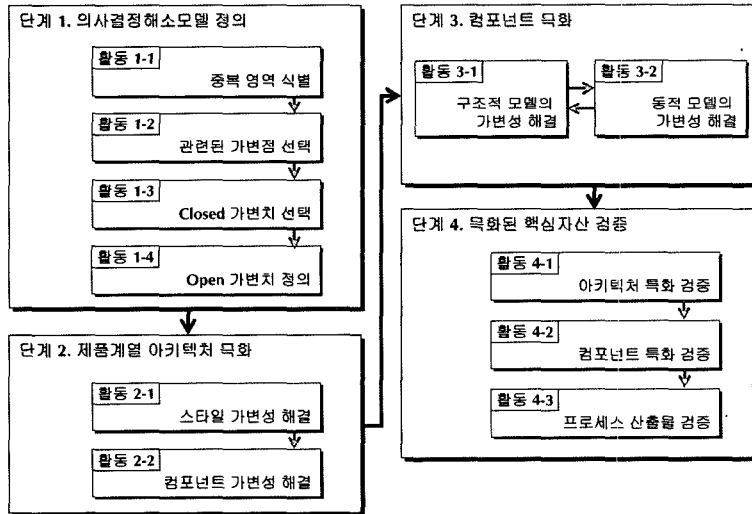 단계 1. 의사결정해소모델 정의
활동 1-1
중복 영역 식별
활동 1-2
관련된 가변점 선택
활동 1-3
Closed 가변치 선택
활동 1-4
Open 가변치 정의
단계 2. 제품계열 아키텍처 특화
활동 2-1
스타일 가변성 해결
활동 2-2
컴포넌트 가변성 해결
단계 3. 컴포넌트 특화
활동 3-1
구조적 모델의
가변성 해결
활동 3-2
동적 모델의
가변성 해결
단계 4. 특화된 핵심자산 검증
활동 4-1
아키텍처 특화 검증
활동 4-2
컴포넌트 특화 검증
활동 4-3
프로세스 산출물 검증